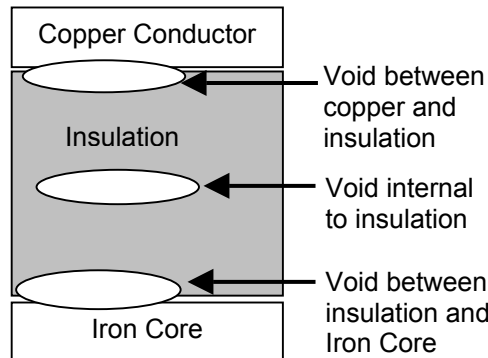 Copper Conductor
Void between
copper and
insulation
Insulation
Void internal
to insulation
Void between
insulation and
Iron Core
Iron Core